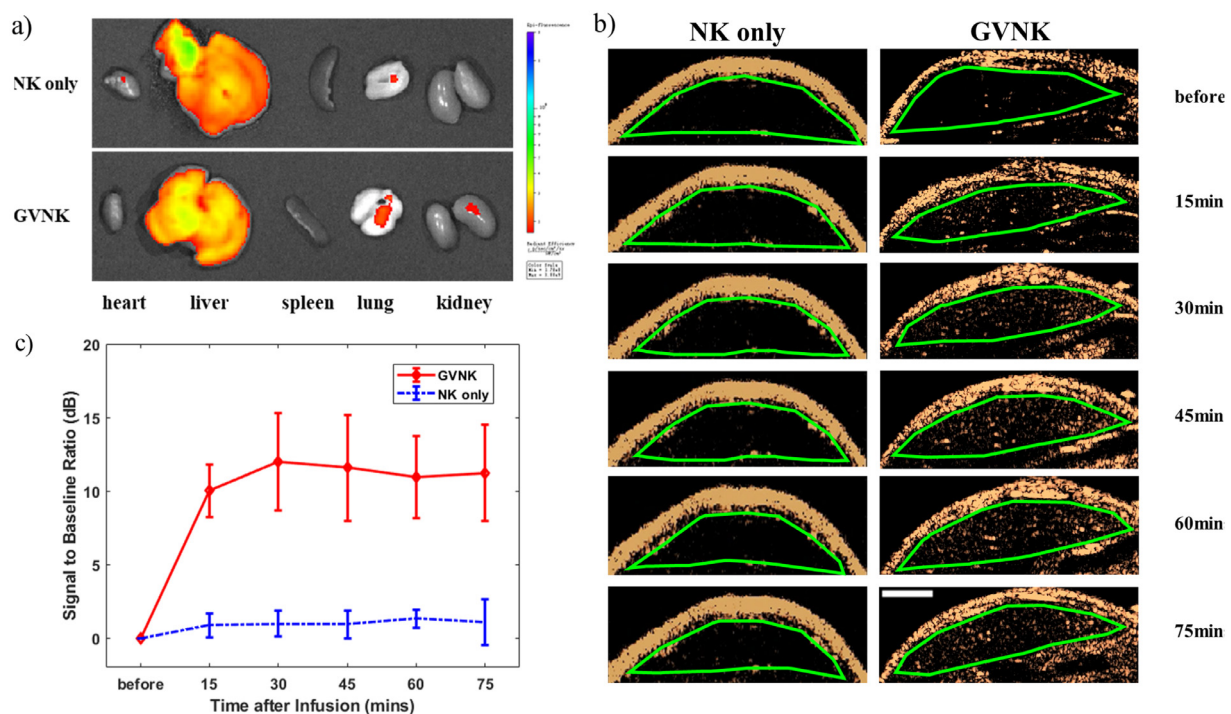 a)
NK only
GVNK
Epi-fluorescence
heart liver spleen lung kidney
b)
NK only GVNK
before
15min
30min
45min
60min
75min
c)
20
15
10
5
0
Signal to Baseline Ratio (dB)
GVNK
NK only
before 15 30 45 60 75
Time after Infusion (mins)